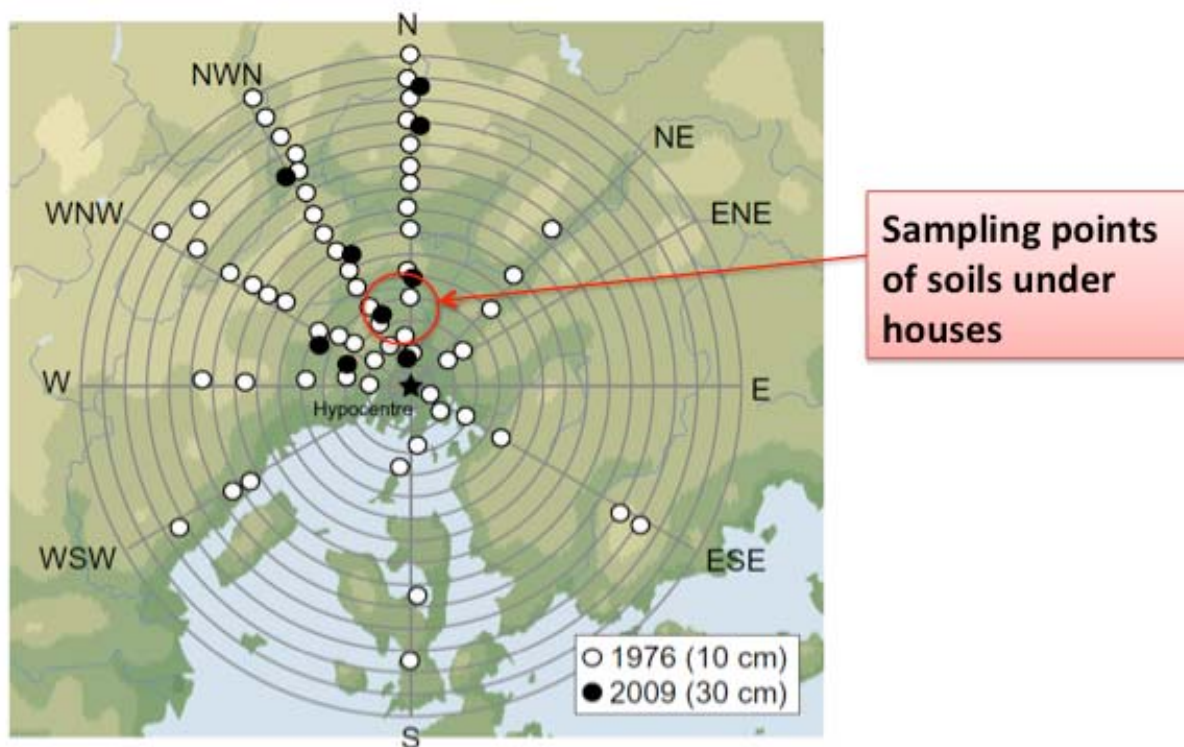 N
NWN
NE
WNW
ENE
Sampling points
of soils under
houses
W
E
Hypocentre
WSW
ESE
1976 (10 cm)
2009 (30 cm)
S